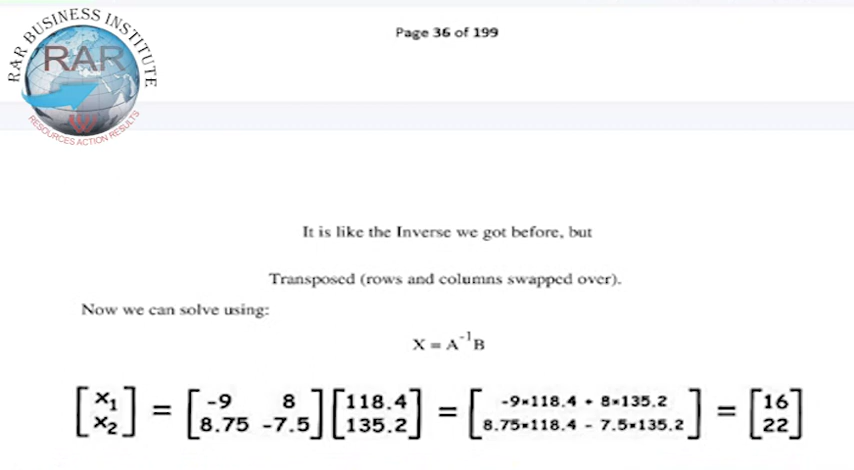 RAR BUSINESS INSTITUTE
RAR
RESOURCES ACTION RESULTS
Page 36 of 199
It is like the Inverse we got before, but
Transposed (rows and columns swapped over).
Now we can solve using:
X = A⁻¹B
[x₁ x₂] = [-9 8; 8.75 -7.5] [118.4; 135.2] = [-9×118.4 + 8×135.2; 8.75×118.4 - 7.5×135.2] = [16; 22]